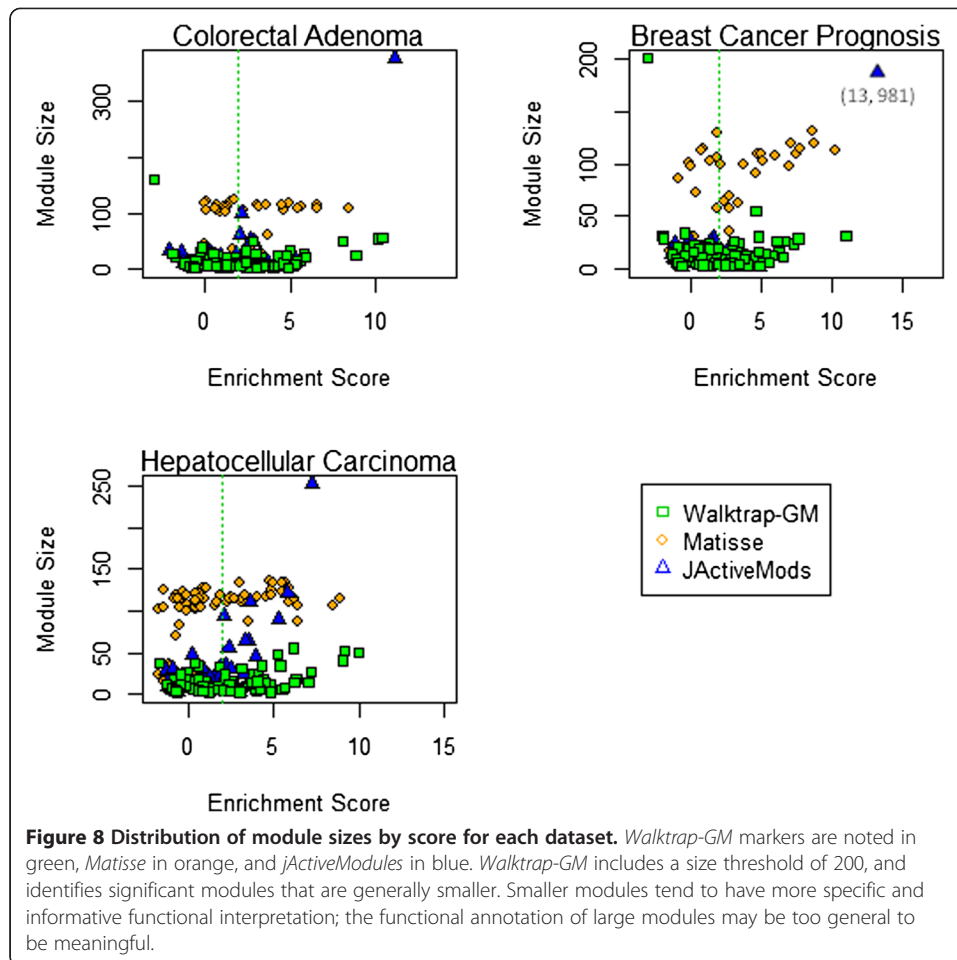 Colorectal Adenoma
Module Size
300
100
0
0 5 10
Enrichment Score
Breast Cancer Prognosis
Module Size
200
100
50
0
(13, 981)
0 5 10 15
Enrichment Score
Hepatocellular Carcinoma
Module Size
250
150
50
0
0 5 10 15
Enrichment Score
Walktrap-GM
Matisse
JActiveMods
Figure 8 Distribution of module sizes by score for each dataset. Walktrap-GM markers are noted in
green, Matisse in orange, and jActiveModules in blue. Walktrap-GM includes a size threshold of 200, and
identifies significant modules that are generally smaller. Smaller modules tend to have more specific and
informative functional interpretation; the functional annotation of large modules may be too general to
be meaningful.